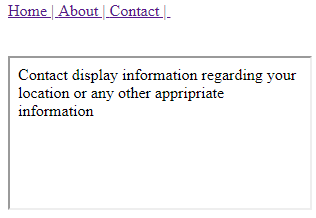 Home | About | Contact |
Contact display information regarding your
location or any other appripriate
information